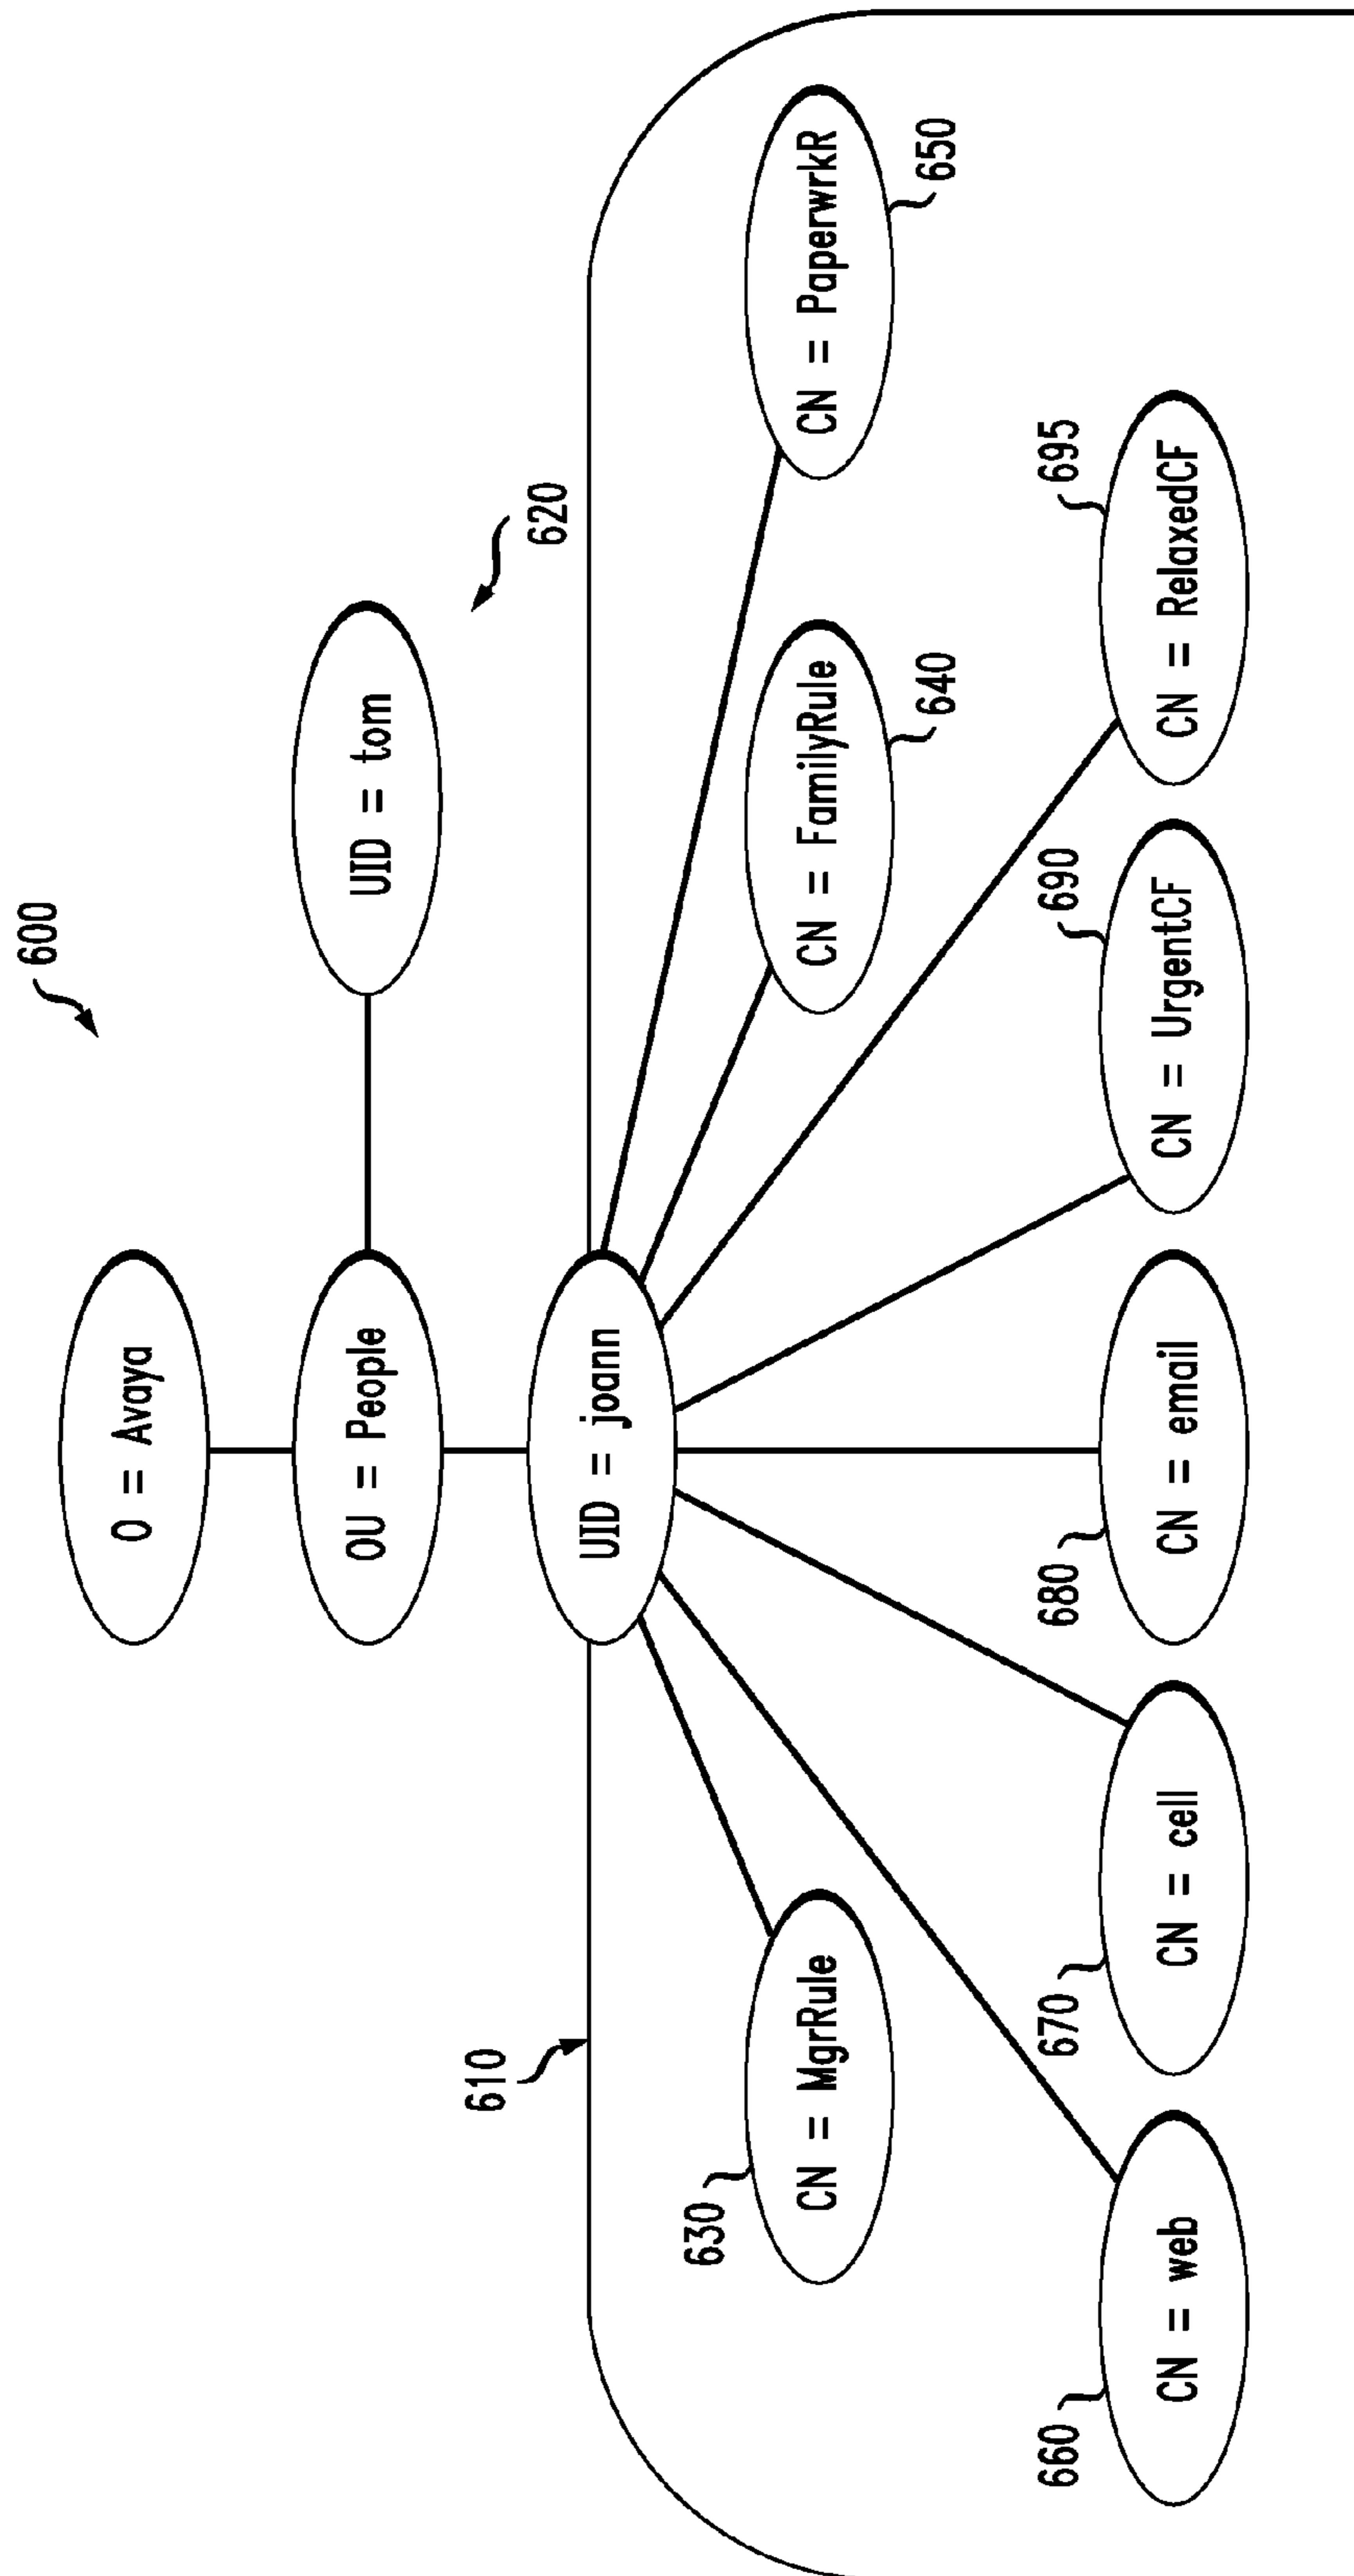 600
O = Avaya
OU = People
UID = tom
620
610
UID = joann
630
CN = MgrRule
CN = FamilyRule
640
CN = PaperwrkR
650
660
670
680
690
695
CN = web
CN = cell
CN = email
CN = UrgentCF
CN = RelaxedCF